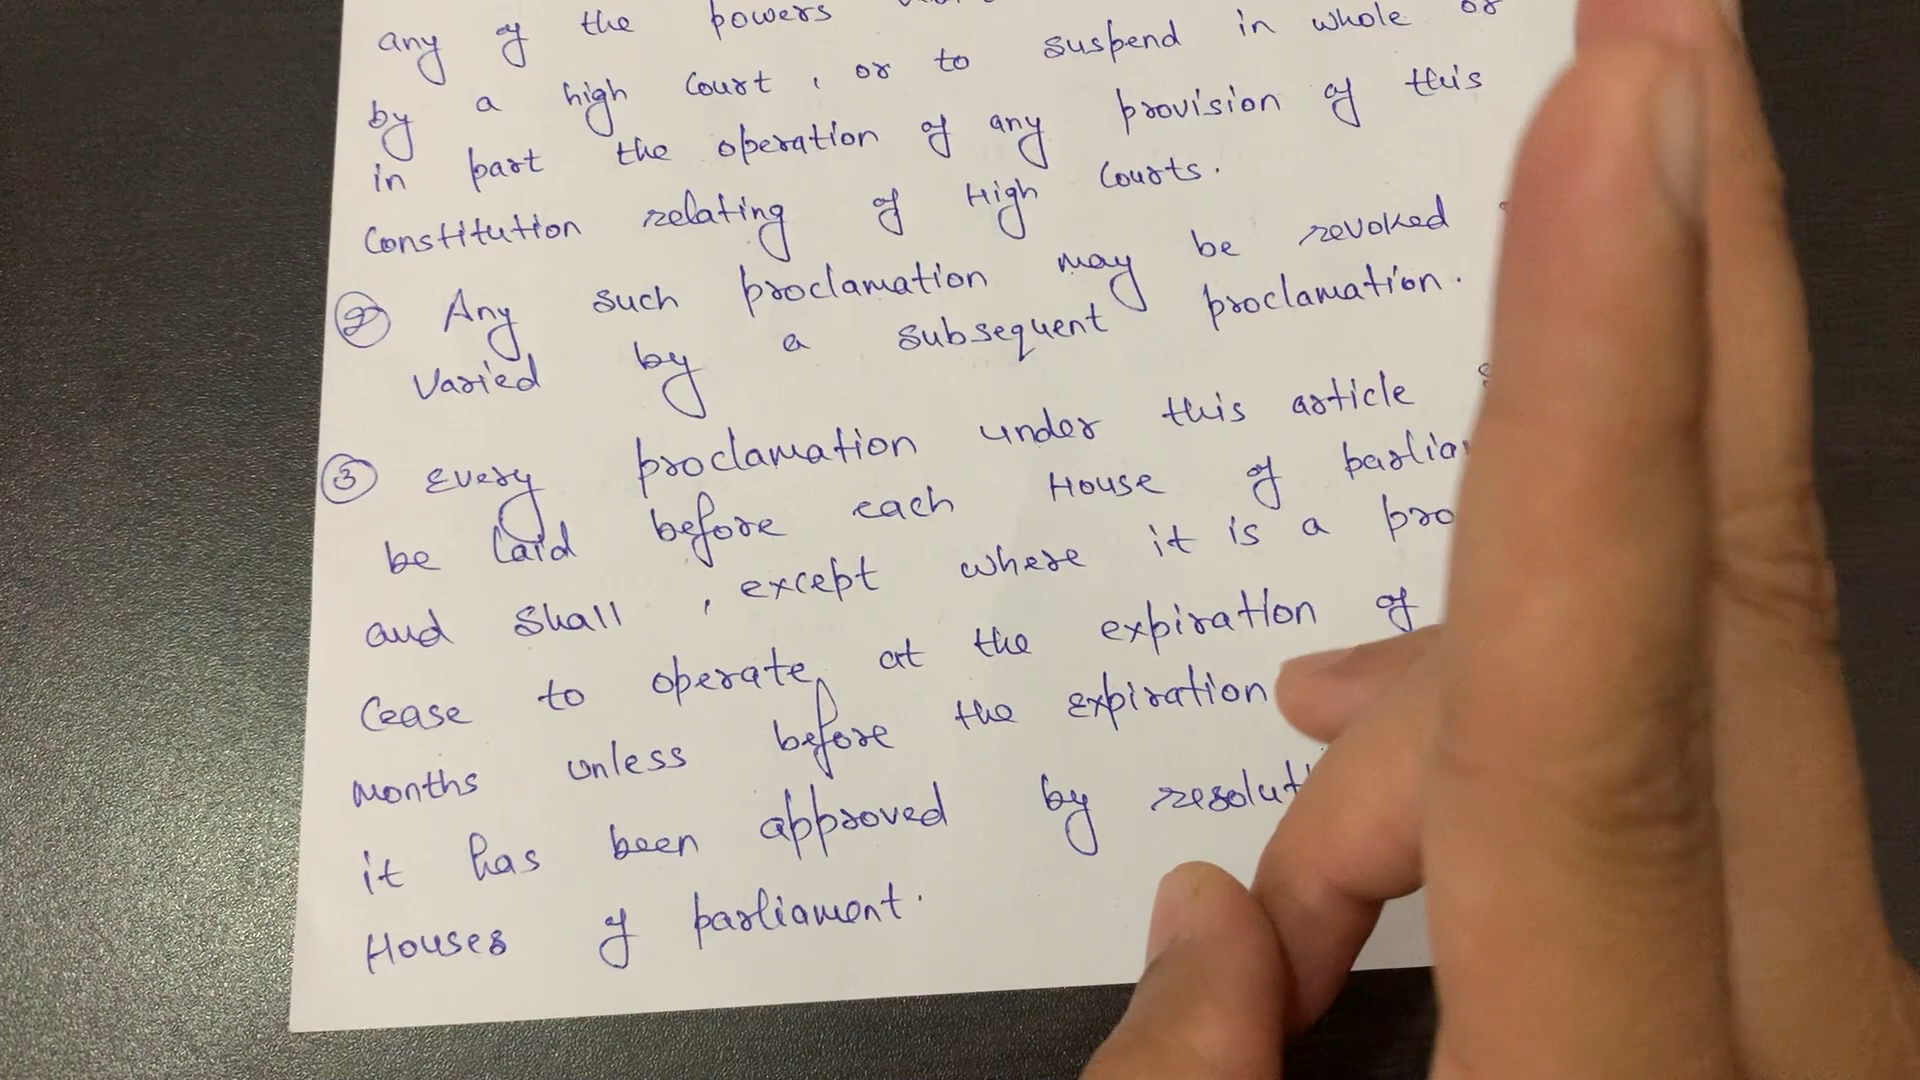 any of the powers
by a high Court, or to suspend in whole or
in part the operation of any provision of this
Constitution relating of High Courts.
② Any such proclamation may be revoked
varied by a subsequent proclamation.
③ Every proclamation under this article
be laid before each House of
and shall, except where it is a
cease to operate at the expiration of
months unless before the expiration
it has been approved by
Houses of parliament.